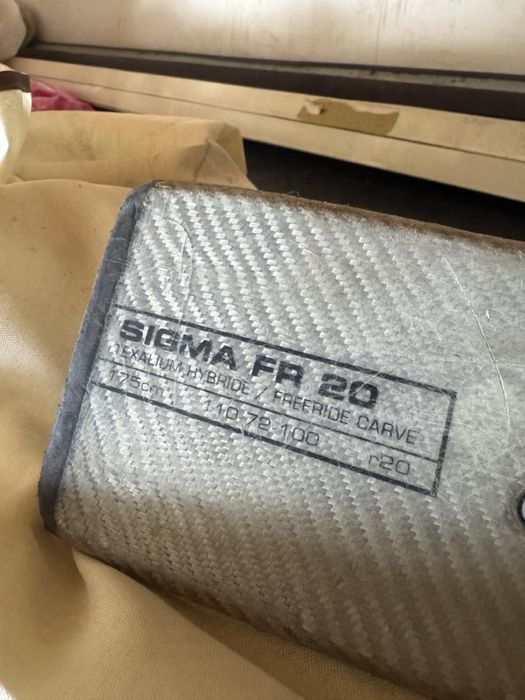 SIGMA FR 20
TEXALIUM HYBRIDE / FREERIDE CARVE
175cm 110-72-100 r20